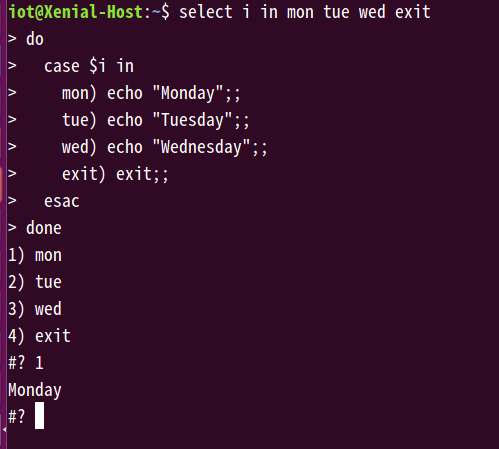 iot@Xenial-Host:~$ select i in mon tue wed exit
> do
>   case $i in
>     mon) echo "Monday";;
>     tue) echo "Tuesday";;
>     wed) echo "Wednesday";;
>     exit) exit;;
>   esac
> done
1) mon
2) tue
3) wed
4) exit
#? 1
Monday
#?